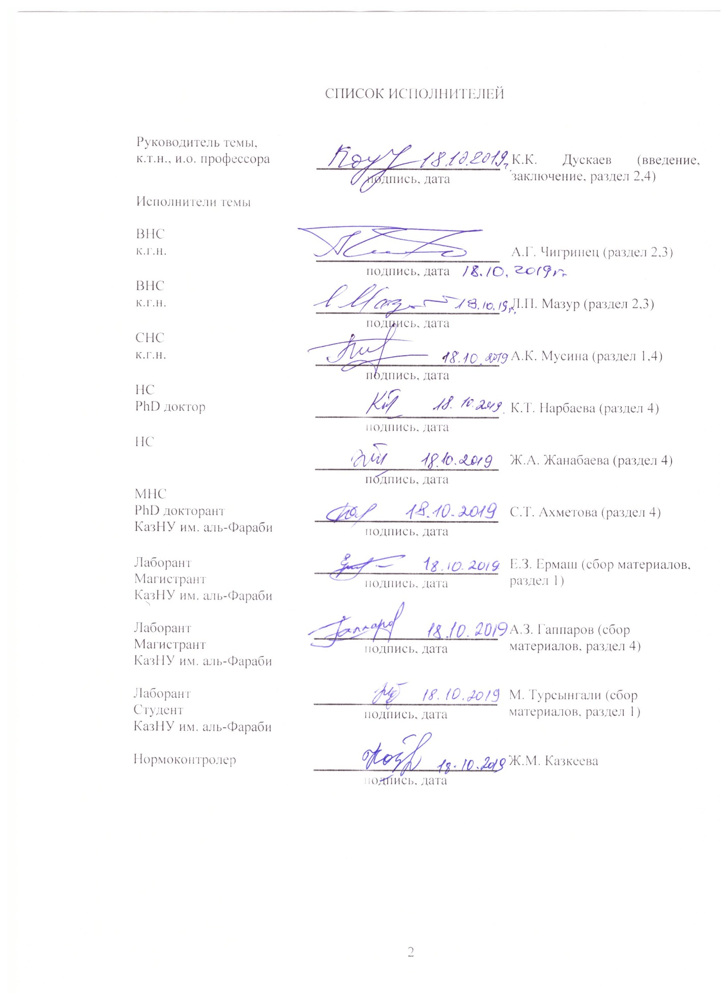 СПИСОК ИСПОЛНИТЕЛЕЙ
Руководитель темы,
к.т.н., и.о. профессора
18.10.2019г. К.К. Дускаев (введение,
подпись, дата заключение, раздел 2,4)
Исполнители темы
ВНС
к.г.н. А.Г. Чигринец (раздел 2,3)
подпись, дата 18.10.2019г.
ВНС
к.г.н. 18.10.19г. Л.П. Мазур (раздел 2,3)
подпись, дата
СНС
к.г.н. 18.10.2019 А.К. Мусина (раздел 1,4)
подпись, дата
НС
PhD доктор 18.10.2019 К.Т. Нарбаева (раздел 4)
подпись, дата
НС
18.10.2019 Ж.А. Жанабаева (раздел 4)
подпись, дата
МНС
PhD докторант 18.10.2019 С.Т. Ахметова (раздел 4)
КазНУ им. аль-Фараби подпись, дата
Лаборант 18.10.2019 Е.З. Ермаш (сбор материалов,
Магистрант подпись, дата раздел 1)
КазНУ им. аль-Фараби
Лаборант Гаппаров 18.10.2019 А.З. Гаппаров (сбор
Магистрант подпись, дата материалов, раздел 4)
КазНУ им. аль-Фараби
Лаборант 18.10.2019 М. Турсынгали (сбор
Студент подпись, дата материалов, раздел 1)
КазНУ им. аль-Фараби
Нормоконтролер 18.10.2019 Ж.М. Казкеева
подпись, дата
2